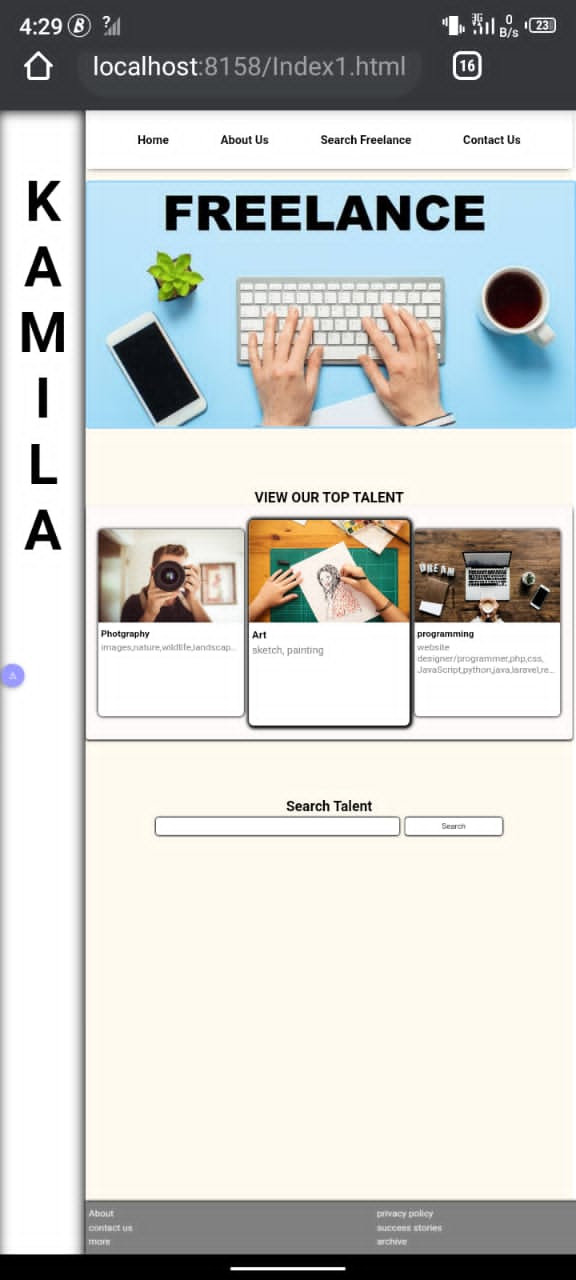 4:29 B ?
3G 0 B/s 23
localhost:8158/Index1.html
16
Home About Us Search Freelance Contact Us
K
A
M
I
L
A
FREELANCE
VIEW OUR TOP TALENT
DREAM
Photgraphy
images,nature,wildlife,landscap...
Art
sketch, painting
programming
website
designer/programmer,php,css,
JavaScript,python,java,laravel,re...
Search Talent
Search
About
contact us
more
privacy policy
success stories
archive